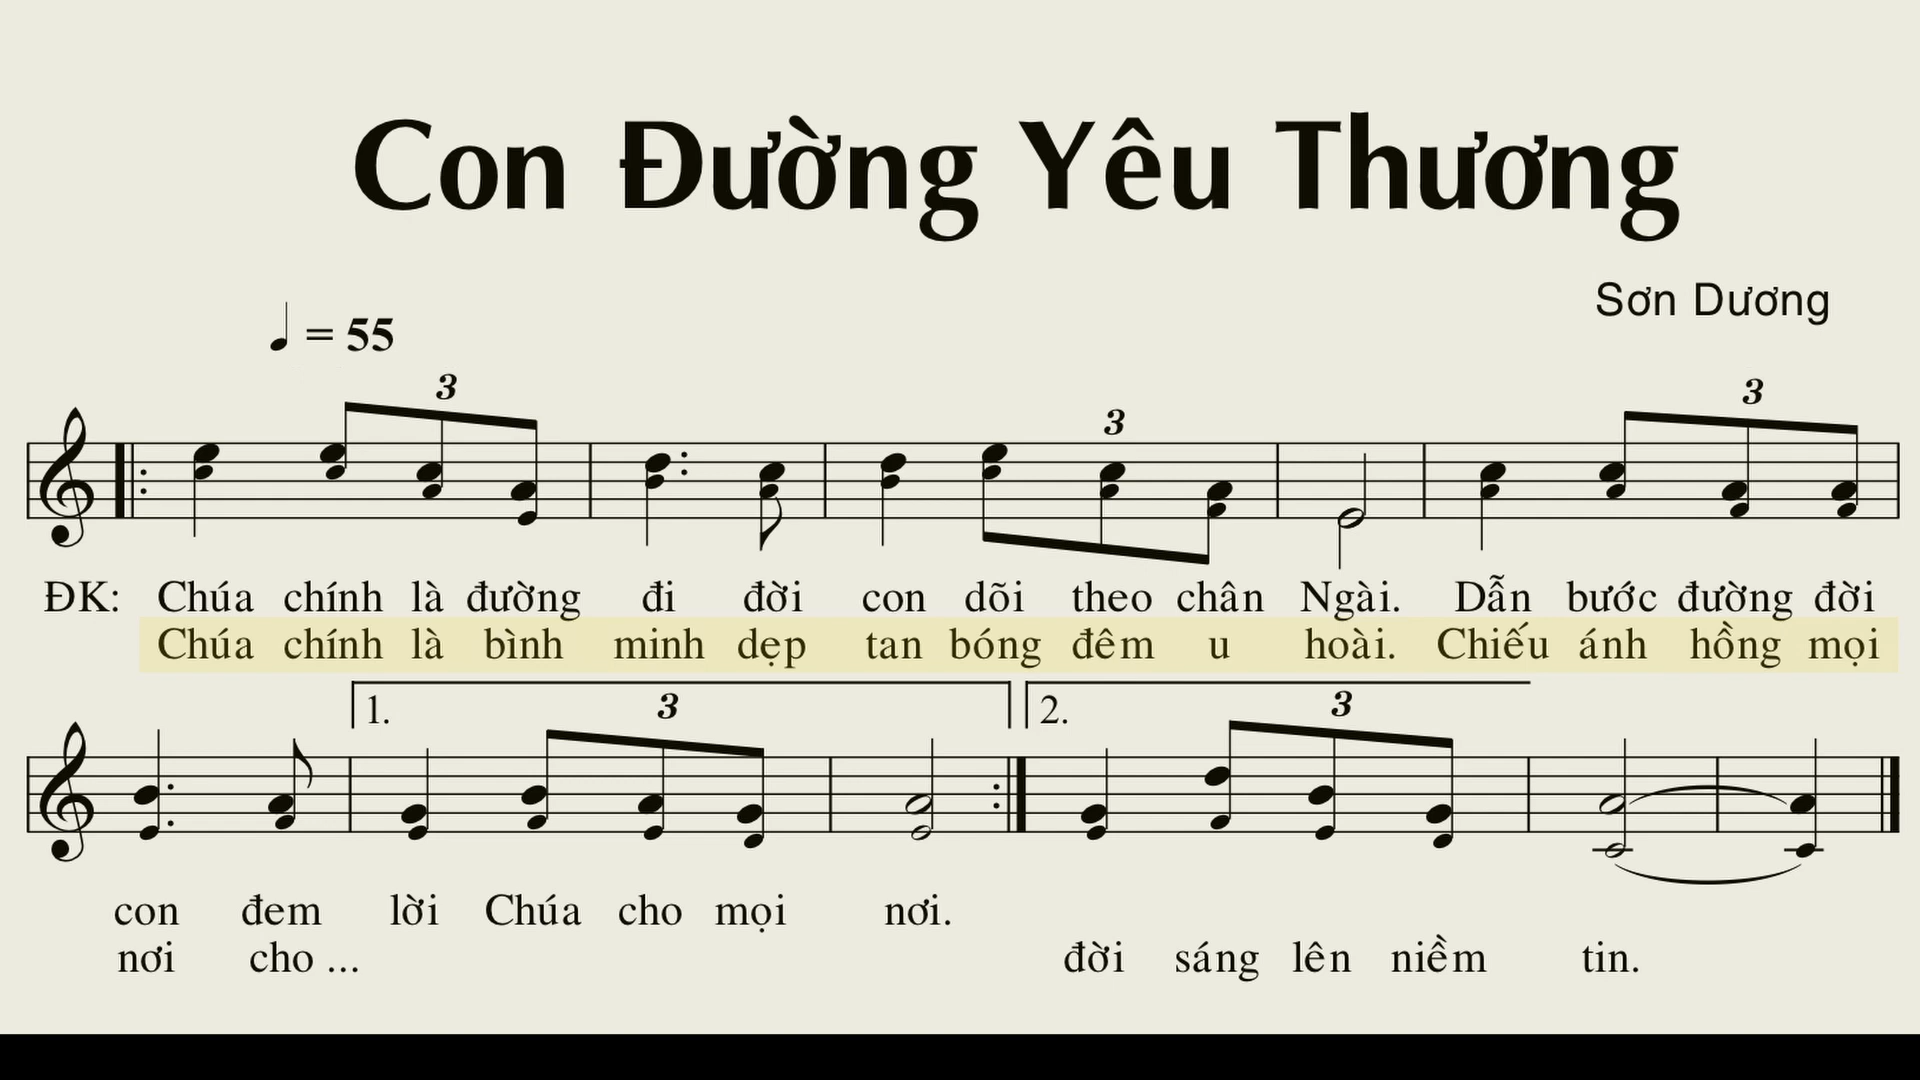 Con Đường Yêu Thương
Sơn Dương
= 55
3 3 3
ĐK: Chúa chính là đường đi đời con dõi theo chân Ngài. Dẫn bước đường đời
Chúa chính là bình minh dẹp tan bóng đêm u hoài. Chiếu ánh hồng mọi
1. 3 2. 3
con đem lời Chúa cho mọi nơi.
nơi cho ... đời sáng lên niềm tin.